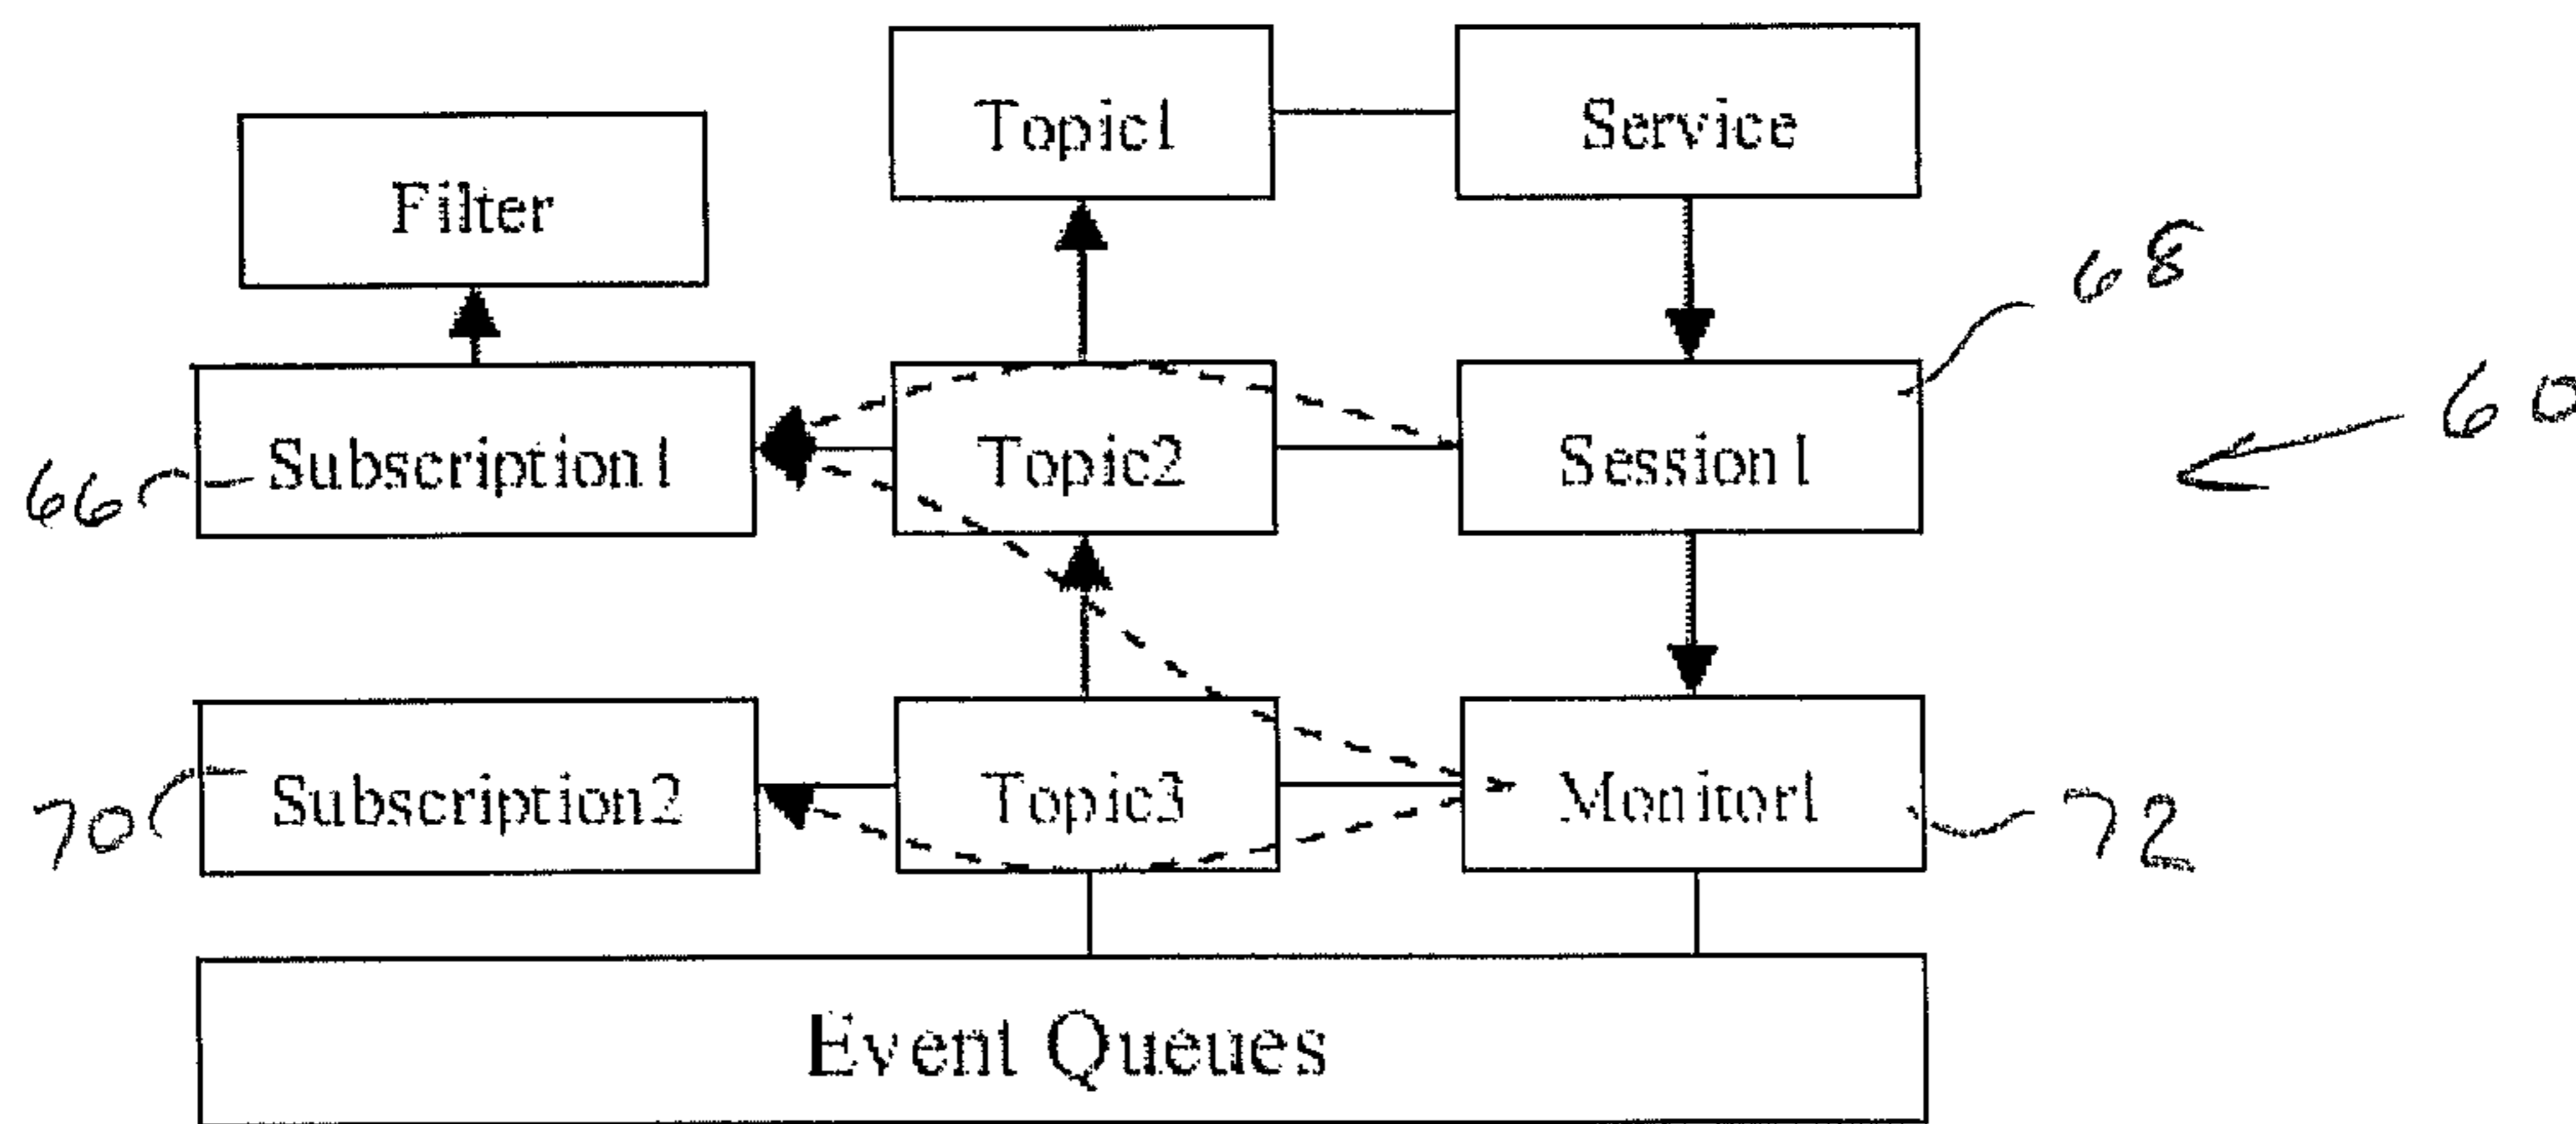 Topic1
Service
Filter
68
60
Subscription1
Topic2
Session1
66
Subscription2
Topic3
Monitor1
70
72
Event Queues